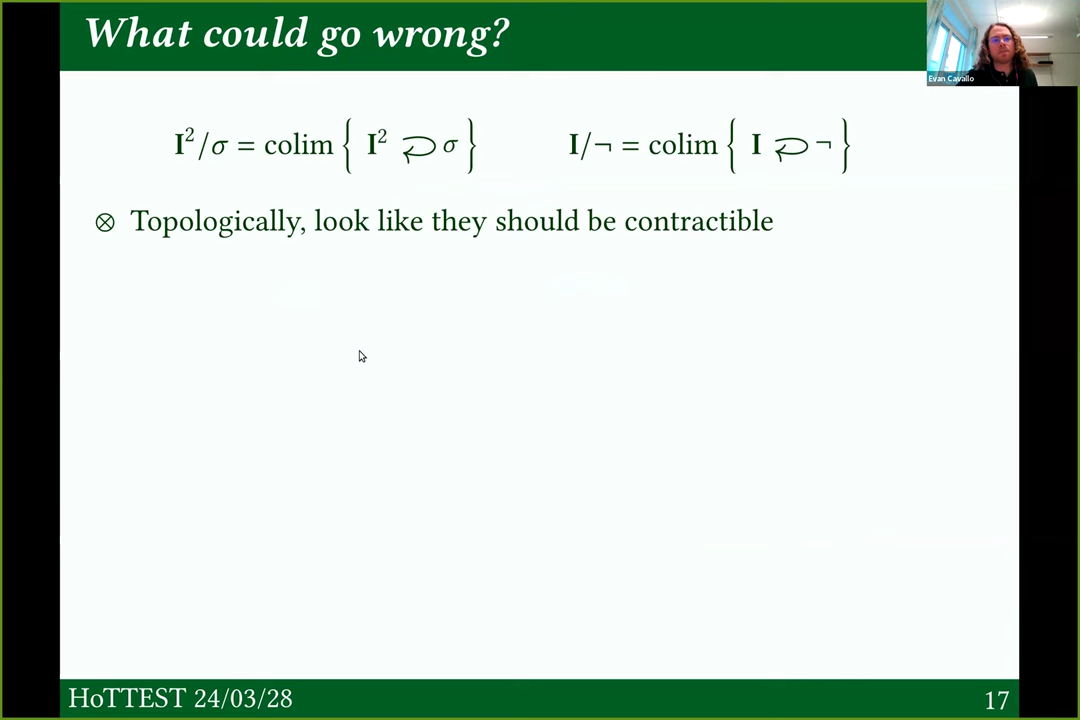 What could go wrong?
Evan Cavallo
I²/σ = colim { I² ⮌ σ }    I/¬ = colim { I ⮌ ¬ }
⊗ Topologically, look like they should be contractible
HoTTEST 24/03/28
17